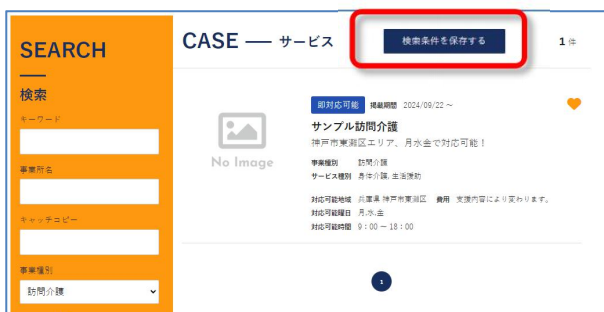 SEARCH
検索
キーワード
事業所名
キャッチコピー
事業種別
訪問介護
CASE — サービス
検索条件を保存する
1 件
即対応可能 掲載期間 2024/09/22 ~
サンプル訪問介護
神戸市東灘区エリア、月水金で対応可能！
No Image
事業種別 訪問介護
サービス種別 身体介護, 生活援助
対応可能地域 兵庫県 神戸市東灘区 費用 支援内容により変わります。
対応可能曜日 月,水,金
対応可能時間 9：00 ～ 18：00
1